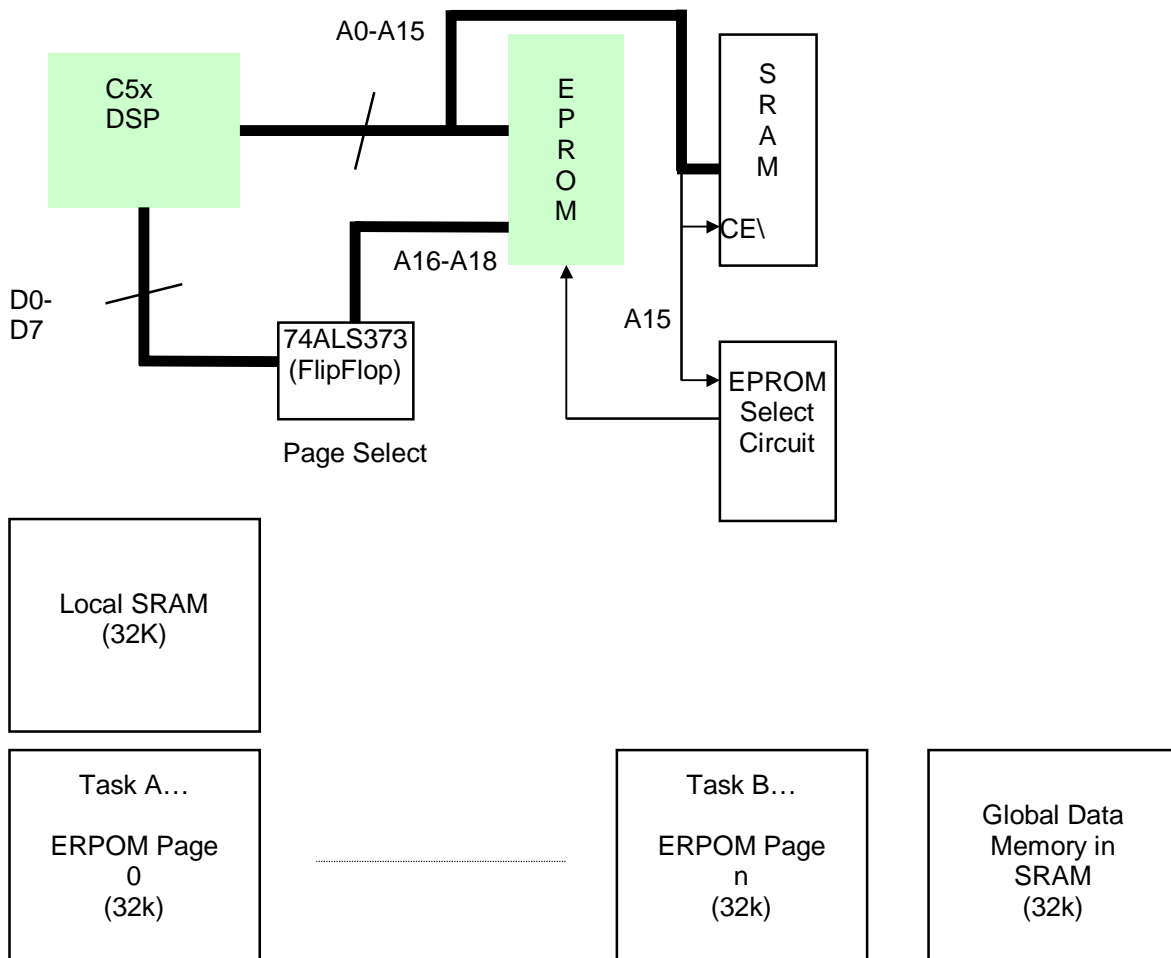 A0-A15
C5x
DSP
E
P
R
O
M
S
R
A
M
CE\
A16-A18
D0-
D7
A15
74ALS373
(FlipFlop)
EPROM
Select
Circuit
Page Select
Local SRAM
(32K)
Task A…
ERPOM Page
0
(32k)
Task B…
ERPOM Page
n
(32k)
Global Data
Memory in
SRAM
(32k)